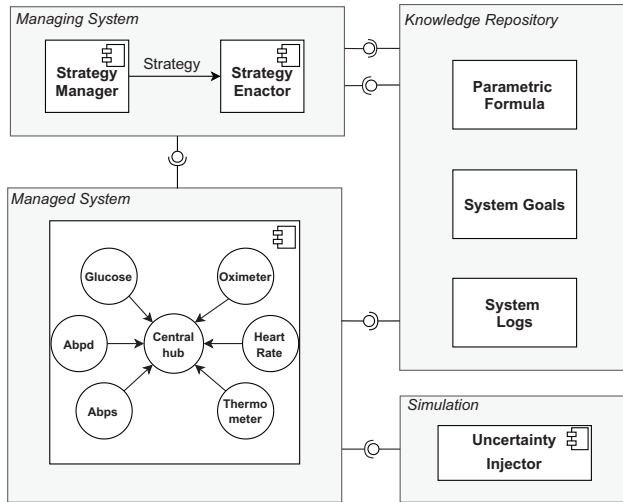 Managing System
Strategy
Manager
Strategy
Strategy
Enactor
Knowledge Repository
Parametric
Formula
System Goals
System
Logs
Managed System
Glucose
Oximeter
Abpd
Central
hub
Heart
Rate
Abps
Thermo
meter
Simulation
Uncertainty
Injector